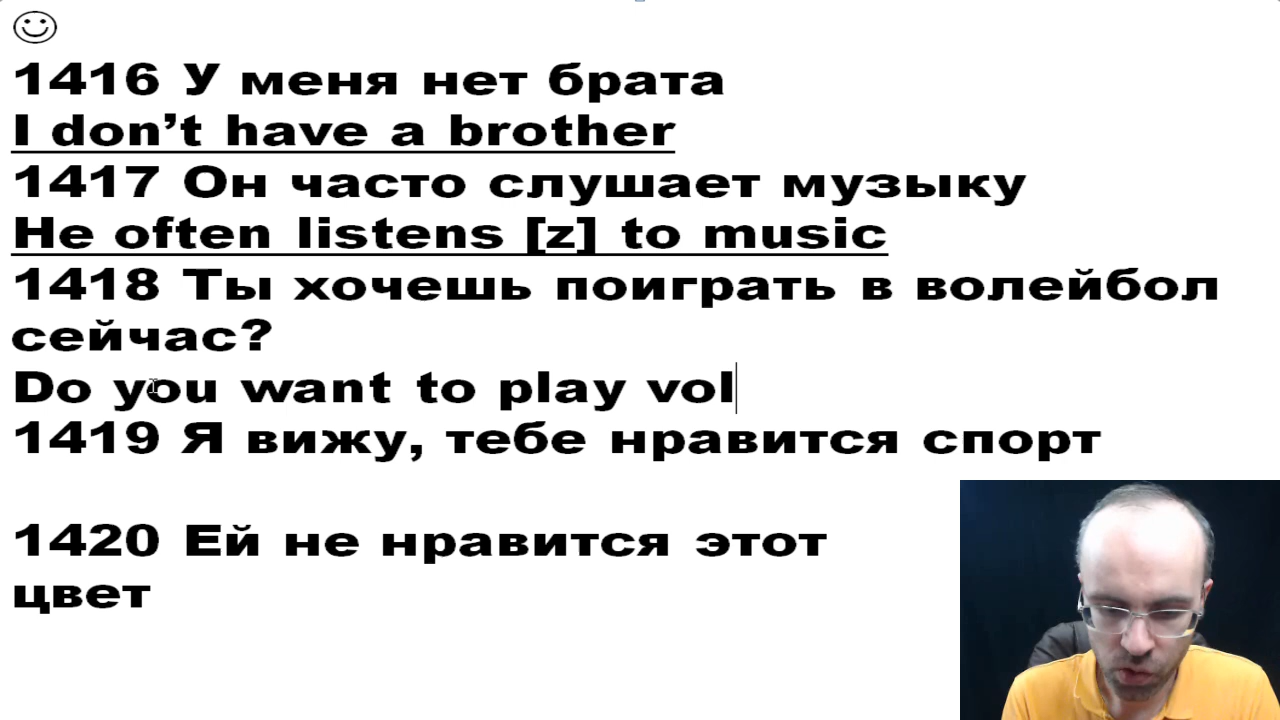 1416 У меня нет брата
I don’t have a brother
1417 Он часто слушает музыку
He often listens [z] to music
1418 Ты хочешь поиграть в волейбол
сейчас?
Do you want to play vol
1419 Я вижу, тебе нравится спорт
1420 Ей не нравится этот
цвет